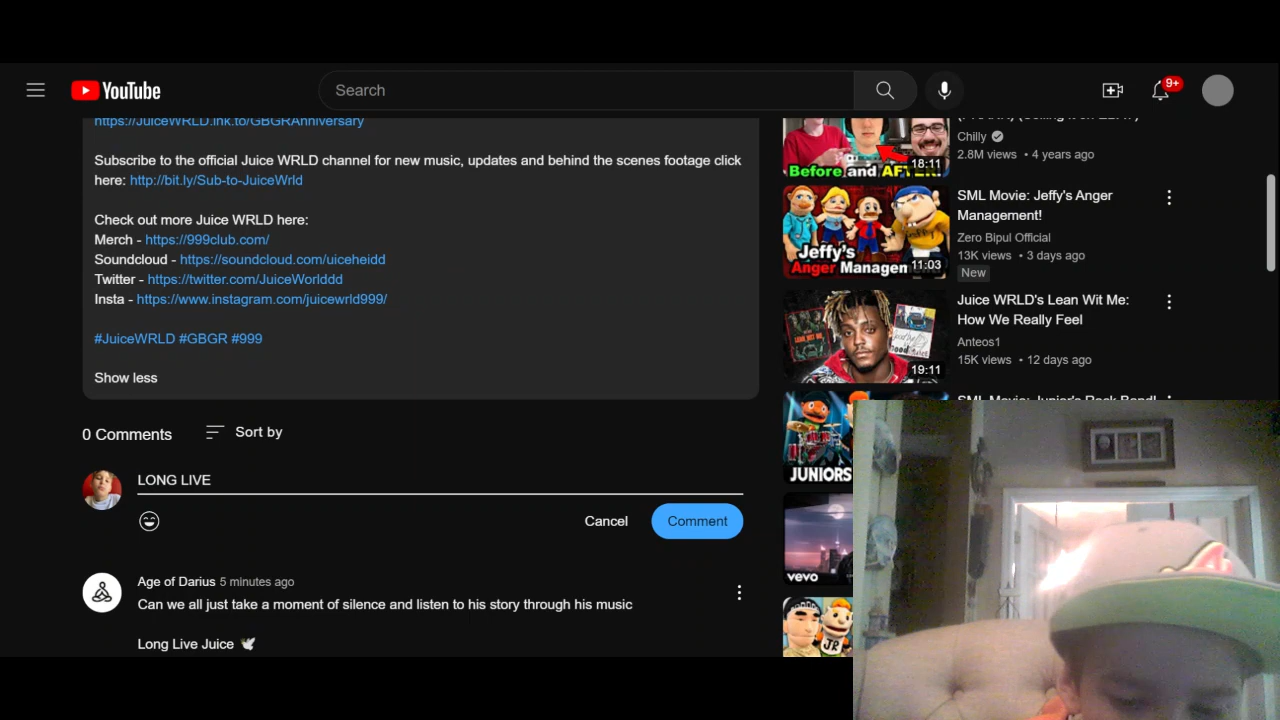 YouTube
Search
9+
https://JuiceWRLD.lnk.to/GBGRAnniversary
Subscribe to the official Juice WRLD channel for new music, updates and behind the scenes footage click
here: http://bit.ly/Sub-to-JuiceWrld
Check out more Juice WRLD here:
Merch - https://999club.com/
Soundcloud - https://soundcloud.com/uiceheidd
Twitter - https://twitter.com/JuiceWorlddd
Insta - https://www.instagram.com/juicewrld999/
#JuiceWRLD #GBGR #999
Show less
0 Comments
Sort by
LONG LIVE
Cancel
Comment
Age of Darius 5 minutes ago
Can we all just take a moment of silence and listen to his story through his music
Long Live Juice 🕊
Before and AFTER!
18:11
Chilly
2.8M views • 4 years ago
Jeffy's
Anger Managem
11:03
SML Movie: Jeffy's Anger
Management!
Zero Bipul Official
13K views • 3 days ago
New
19:11
Juice WRLD's Lean Wit Me:
How We Really Feel
Anteos1
15K views • 12 days ago
SML Movie: Junior's Rock Band!
JUNIORS
vevo
JR